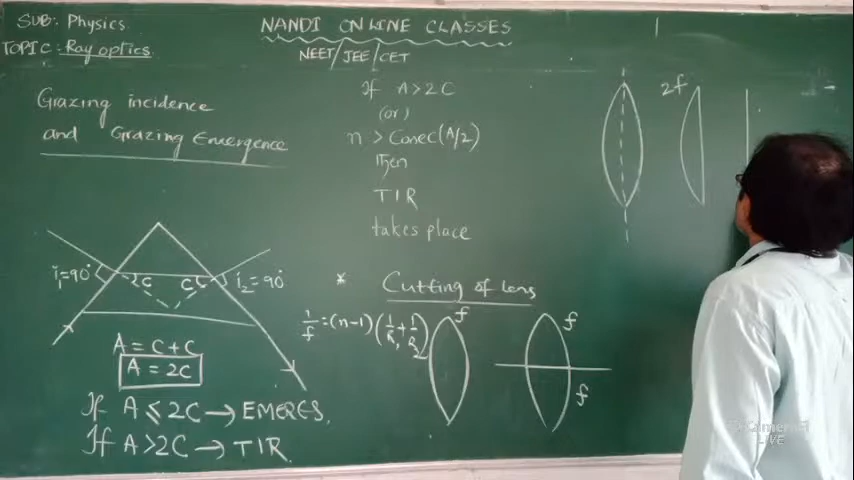 SUB:- Physics
TOPIC: Ray optics
NANDI ONLINE CLASSES
NEET/JEE/CET
Grazing incidence
and Grazing Emergence
If A>2C
(or)
n > Cosec(A/2)
Then
TIR
takes place
i₁=90°
C C
i₂=90°
A = C+C
A = 2C
If A ≤ 2C → EMERGES.
If A>2C → TIR.
* Cutting of lens
1/f = (n-1)(1/R₁ + 1/R₂)
f
f
f
2f
LIVE